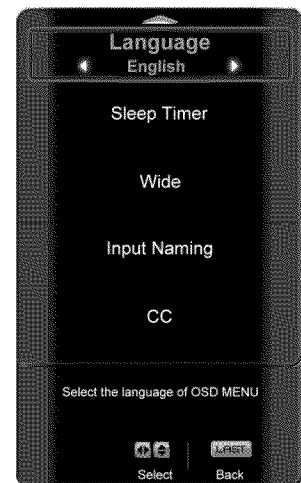 Language
English
Sleep Timer
Wide
Input Naming
CC
Select the language of OSD MENU
LAST
Select Back